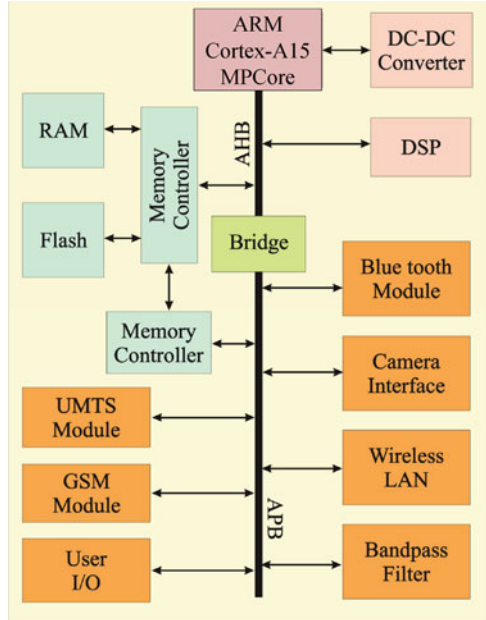 ARM
Cortex-A15
MPCore
DC-DC
Converter
RAM
Memory
Controller
AHB
DSP
Flash
Bridge
Blue tooth
Module
Memory
Controller
Camera
Interface
UMTS
Module
Wireless
LAN
GSM
Module
APB
User
I/O
Bandpass
Filter